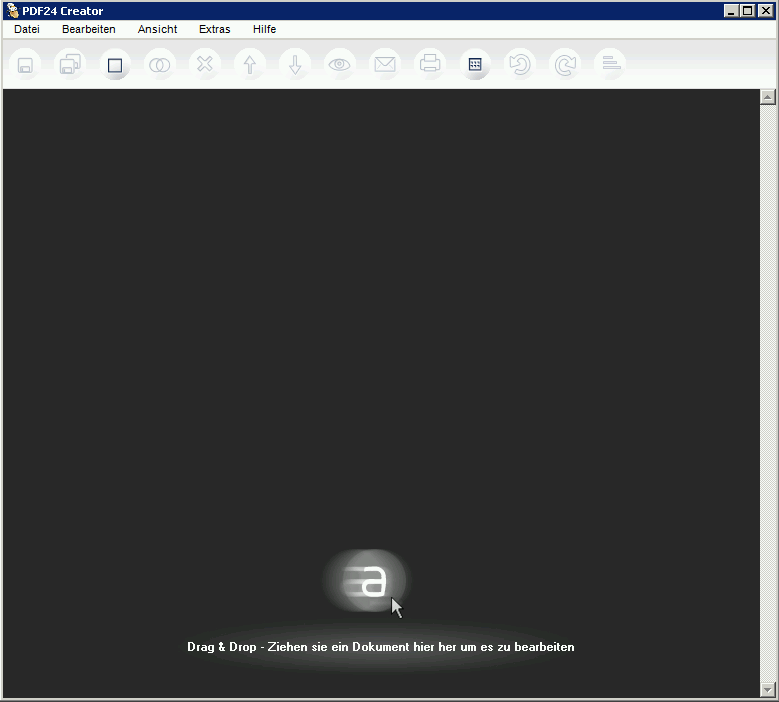 PDF24 Creator
Datei Bearbeiten Ansicht Extras Hilfe
a
Drag & Drop - Ziehen sie ein Dokument hier her um es zu bearbeiten